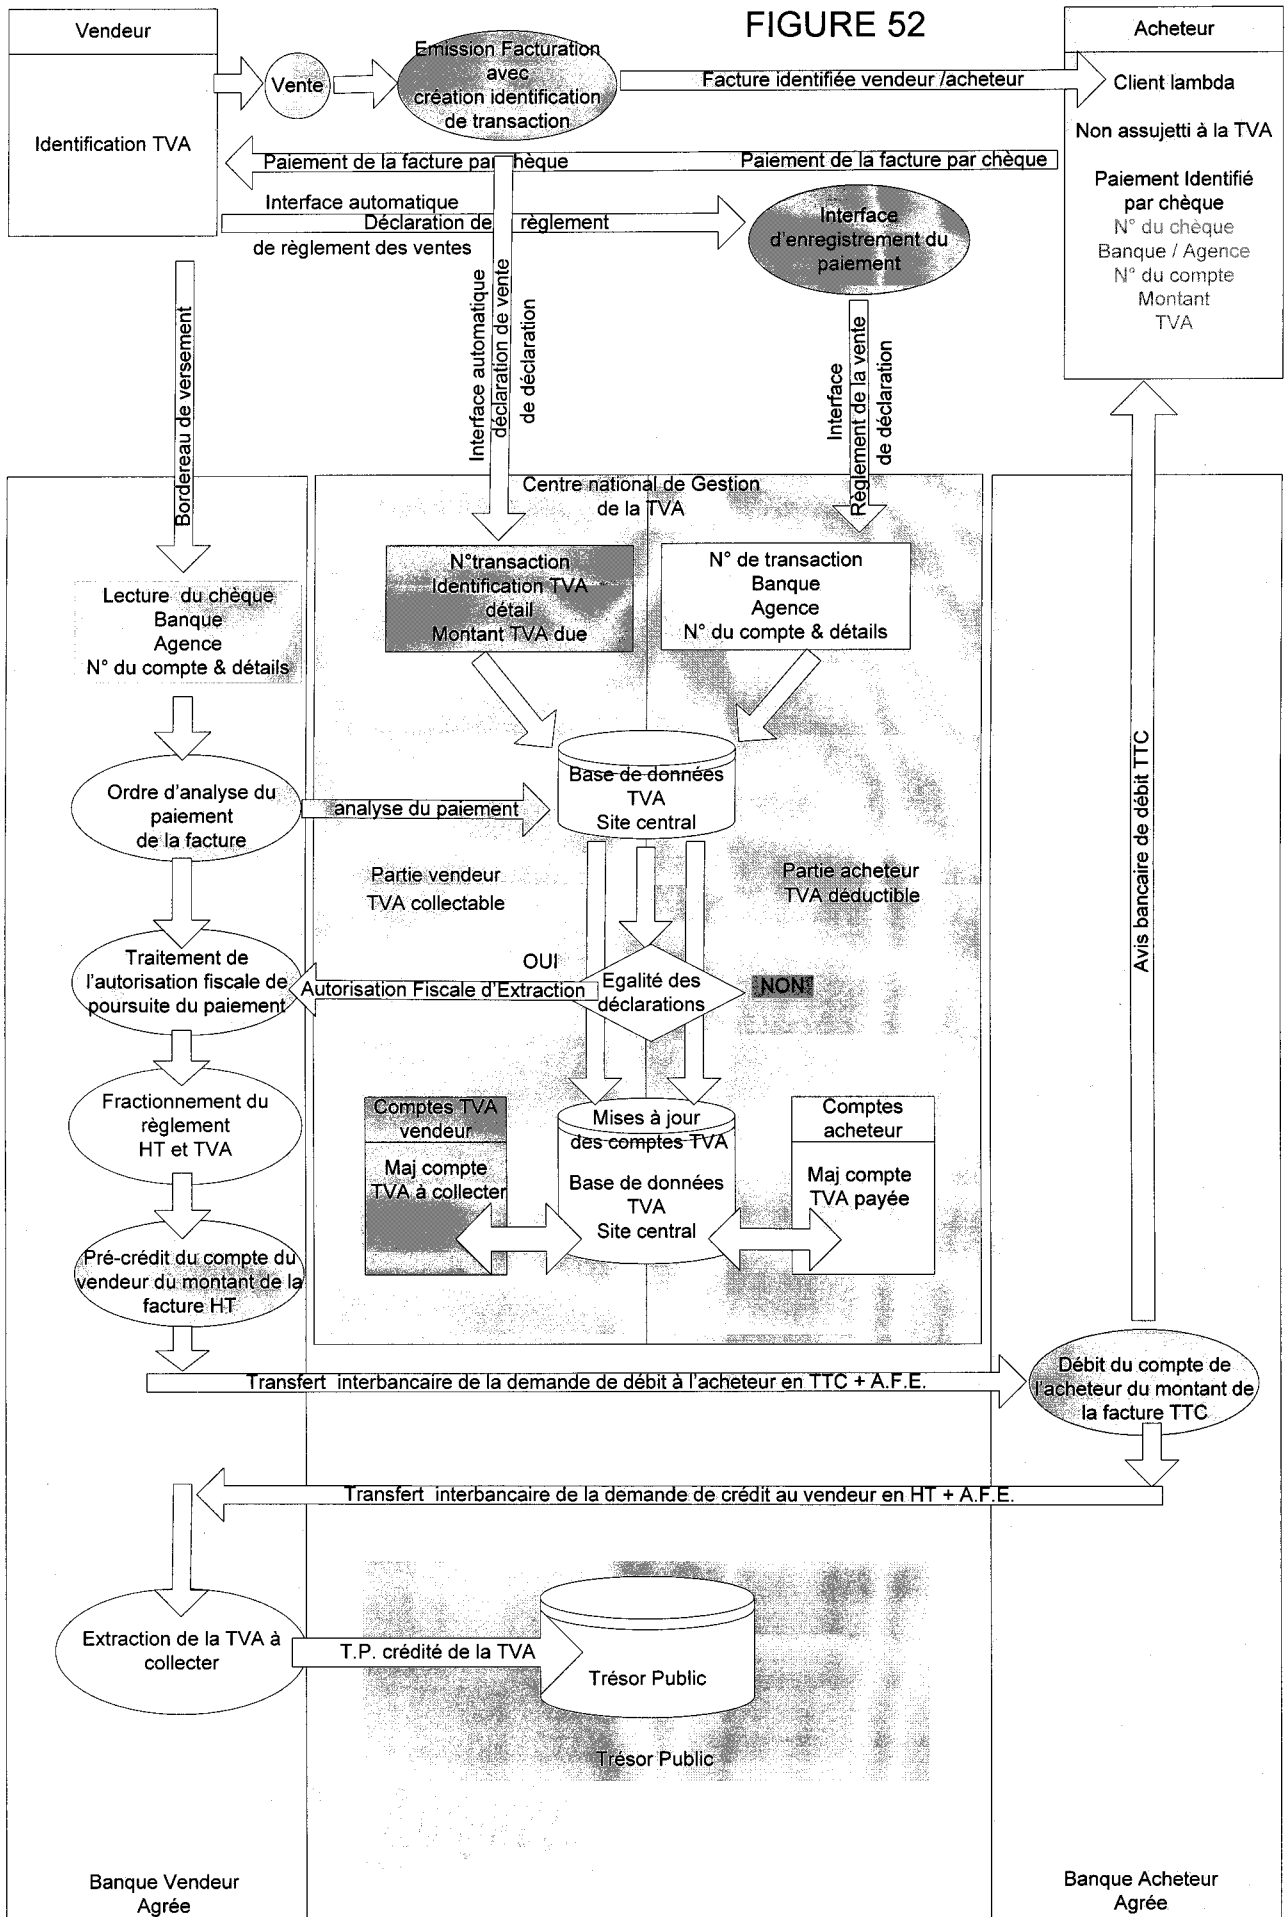 FIGURE 52
Vendeur
Identification TVA
Vente
Emission Facturation
avec
création identification
de transaction
Facture identifiée vendeur /acheteur
Acheteur
Client lambda
Non assujetti à la TVA
Paiement Identifié
par chèque
N° du chèque
Banque / Agence
N° du compte
Montant
TVA
Paiement de la facture par chèque
Paiement de la facture par chèque
Interface automatique
Déclaration de règlement
de règlement des ventes
Interface
d'enregistrement du
paiement
Bordereau de versement
Interface automatique
déclaration de vente
de déclaration
Interface
Règlement de la vente
de déclaration
Centre national de Gestion
de la TVA
Lecture du chèque
Banque
Agence
N° du compte & détails
N°transaction
Identification TVA
détail
Montant TVA due
N° de transaction
Banque
Agence
N° du compte & détails
Ordre d'analyse du
paiement
de la facture
analyse du paiement
Base de données
TVA
Site central
Partie vendeur
TVA collectable
Partie acheteur
TVA déductible
Avis bancaire de débit TTC
Traitement de
l'autorisation fiscale de
poursuite du paiement
OUI
Autorisation Fiscale d'Extraction
Egalité des
déclarations
NON
Fractionnement du
règlement
HT et TVA
Comptes TVA
vendeur
Maj compte
TVA à collecter
Mises à jour
des comptes TVA
Base de données
TVA
Site central
Comptes
acheteur
Maj compte
TVA payée
Pré-crédit du compte du
vendeur du montant de la
facture HT
Transfert interbancaire de la demande de débit à l'acheteur en TTC + A.F.E.
Débit du compte de
l'acheteur du montant de
la facture TTC
Transfert interbancaire de la demande de crédit au vendeur en HT + A.F.E.
Extraction de la TVA à
collecter
T.P. crédité de la TVA
Trésor Public
Trésor Public
Banque Vendeur
Agrée
Banque Acheteur
Agrée